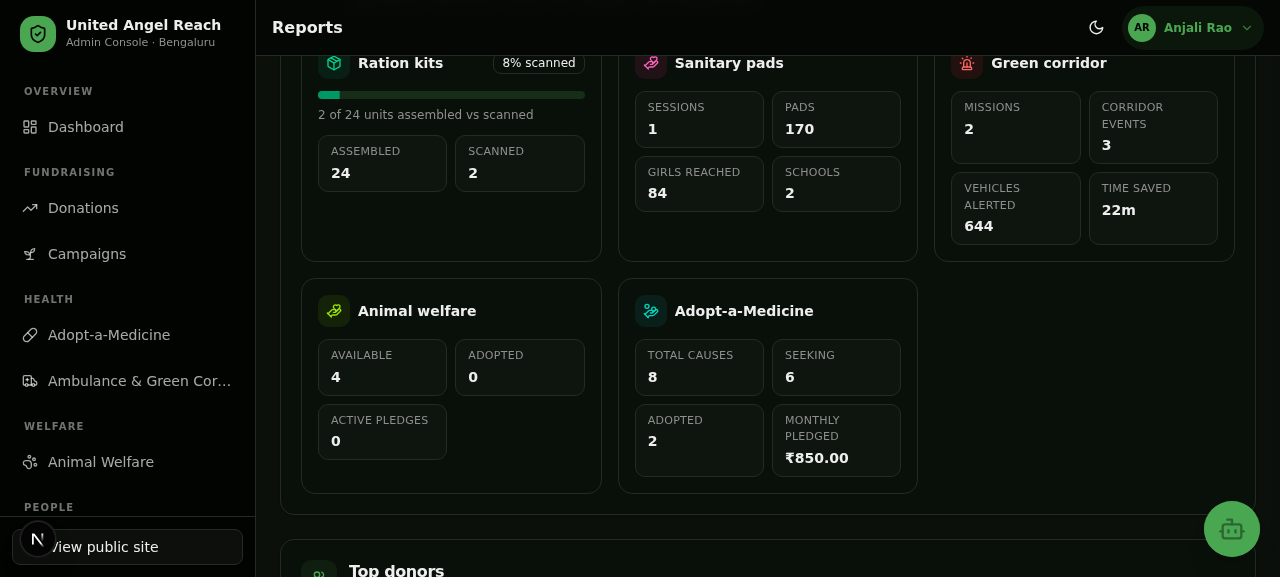 United Angel Reach
Admin Console · Bengaluru
OVERVIEW
Dashboard
FUNDRAISING
Donations
Campaigns
HEALTH
Adopt-a-Medicine
Ambulance & Green Cor...
WELFARE
Animal Welfare
PEOPLE
N
View public site
Reports
AR
Anjali Rao
Ration kits
8% scanned
2 of 24 units assembled vs scanned
ASSEMBLED
24
SCANNED
2
Sanitary pads
SESSIONS
1
PADS
170
GIRLS REACHED
84
SCHOOLS
2
Green corridor
MISSIONS
2
CORRIDOR
EVENTS
3
VEHICLES
ALERTED
644
TIME SAVED
22m
Animal welfare
AVAILABLE
4
ADOPTED
0
ACTIVE PLEDGES
0
Adopt-a-Medicine
TOTAL CAUSES
8
SEEKING
6
ADOPTED
2
MONTHLY
PLEDGED
₹850.00
Top donors